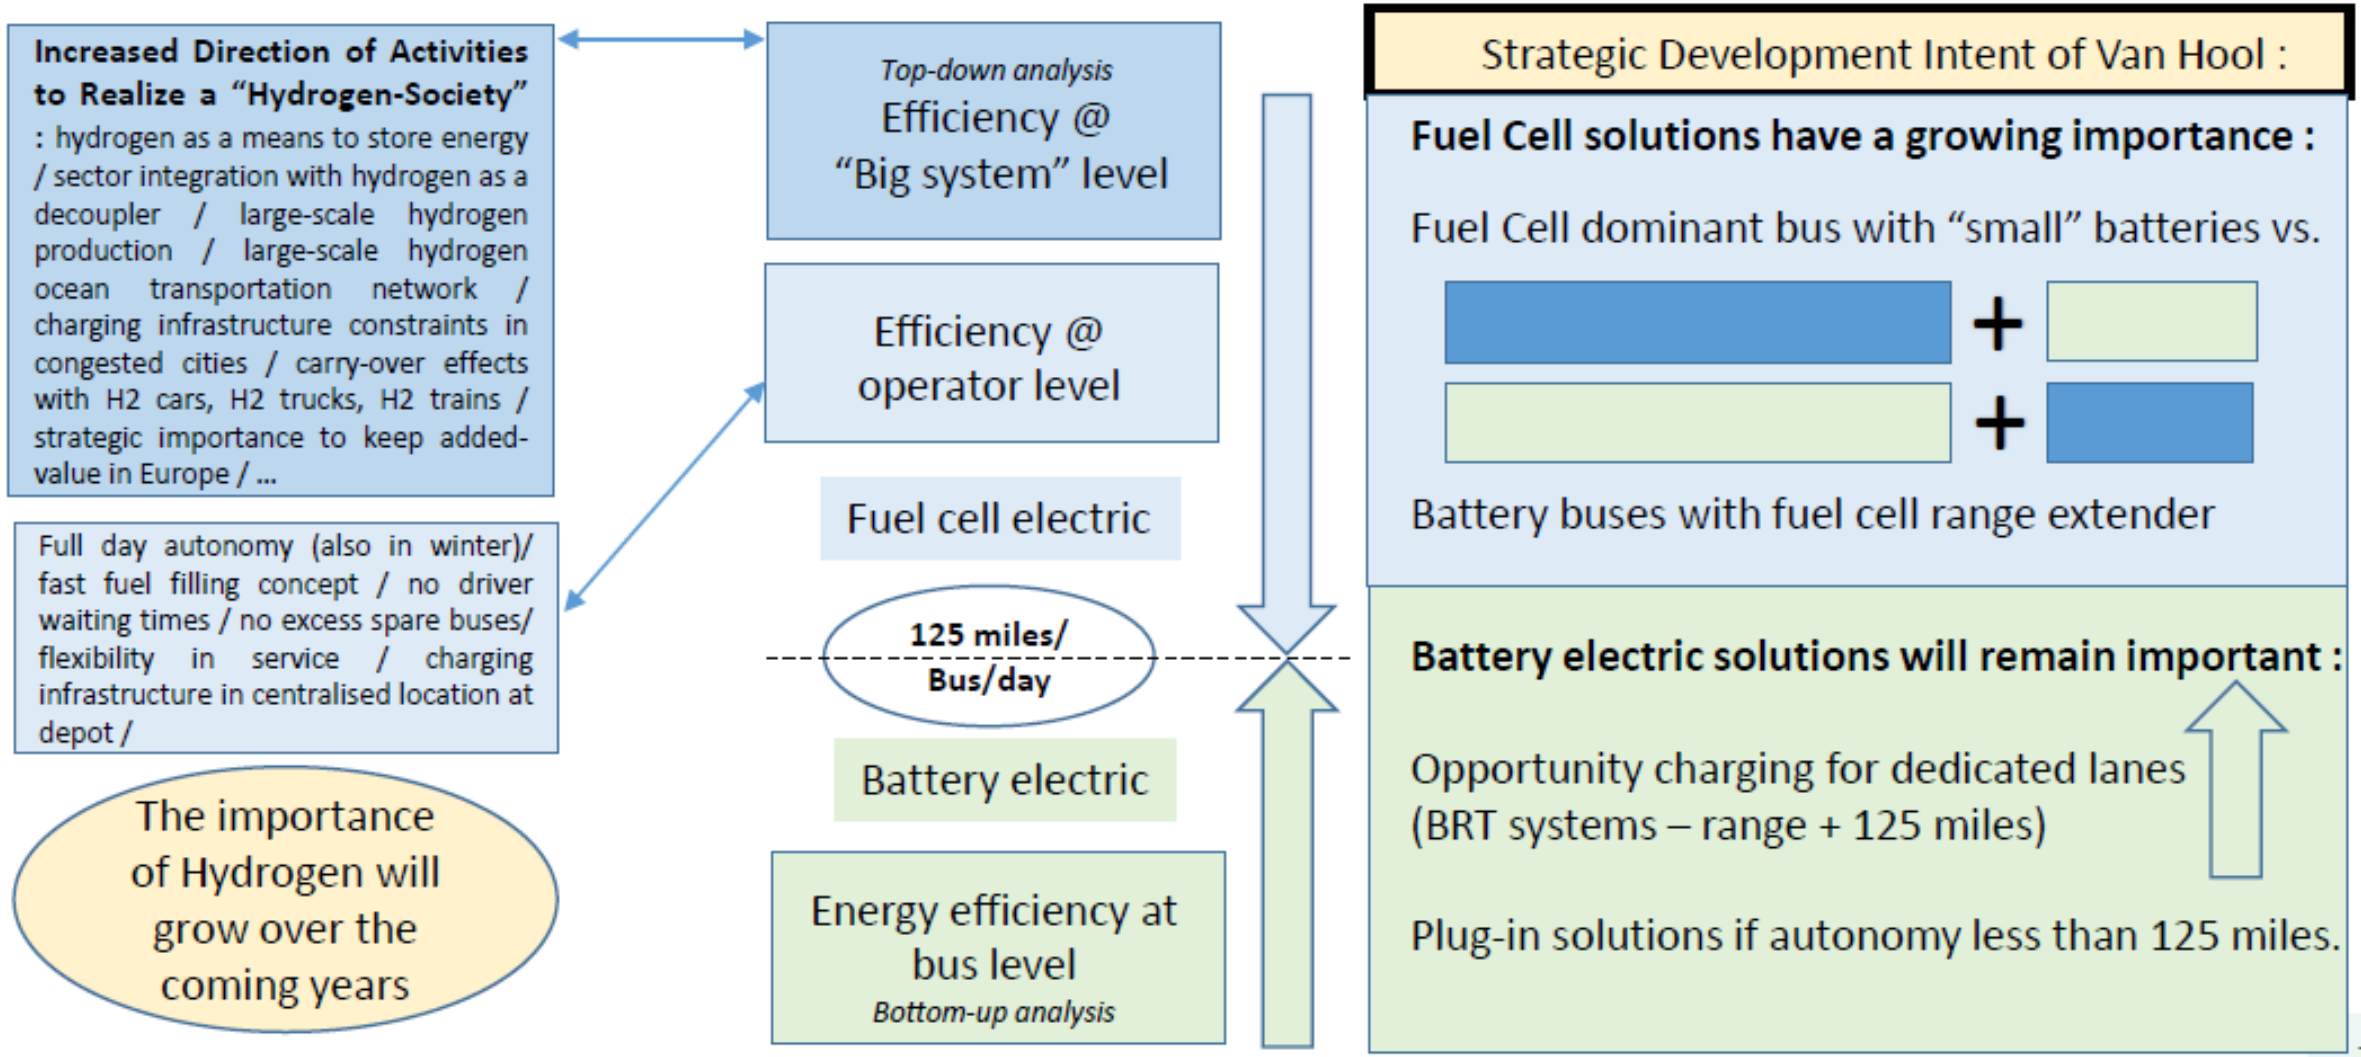 Increased Direction of Activities
to Realize a “Hydrogen-Society”
: hydrogen as a means to store energy
/ sector integration with hydrogen as a
decoupler / large-scale hydrogen
production / large-scale hydrogen
ocean transportation network /
charging infrastructure constraints in
congested cities / carry-over effects
with H2 cars, H2 trucks, H2 trains /
strategic importance to keep added-
value in Europe / ...
Full day autonomy (also in winter)/
fast fuel filling concept / no driver
waiting times / no excess spare buses/
flexibility in service / charging
infrastructure in centralised location at
depot /
The importance
of Hydrogen will
grow over the
coming years
Top-down analysis
Efficiency @
“Big system” level
Efficiency @
operator level
Fuel cell electric
125 miles/
Bus/day
Battery electric
Energy efficiency at
bus level
Bottom-up analysis
Strategic Development Intent of Van Hool :
Fuel Cell solutions have a growing importance :
Fuel Cell dominant bus with “small” batteries vs.
+
+
Battery buses with fuel cell range extender
Battery electric solutions will remain important :
Opportunity charging for dedicated lanes
(BRT systems – range + 125 miles)
Plug-in solutions if autonomy less than 125 miles.